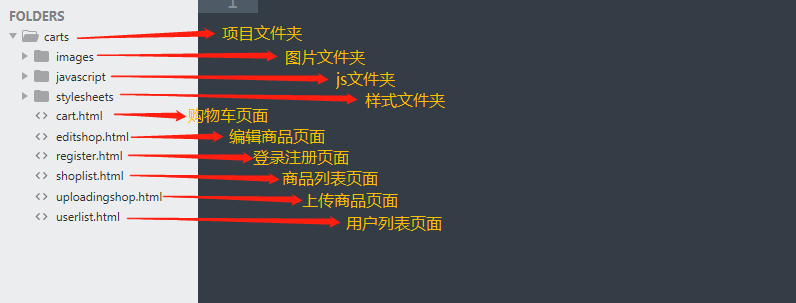 FOLDERS
1
carts 项目文件夹
images 图片文件夹
javascript js文件夹
stylesheets 样式文件夹
cart.html 购物车页面
editshop.html 编辑商品页面
register.html 登录注册页面
shoplist.html 商品列表页面
uploadingshop.html 上传商品页面
userlist.html 用户列表页面